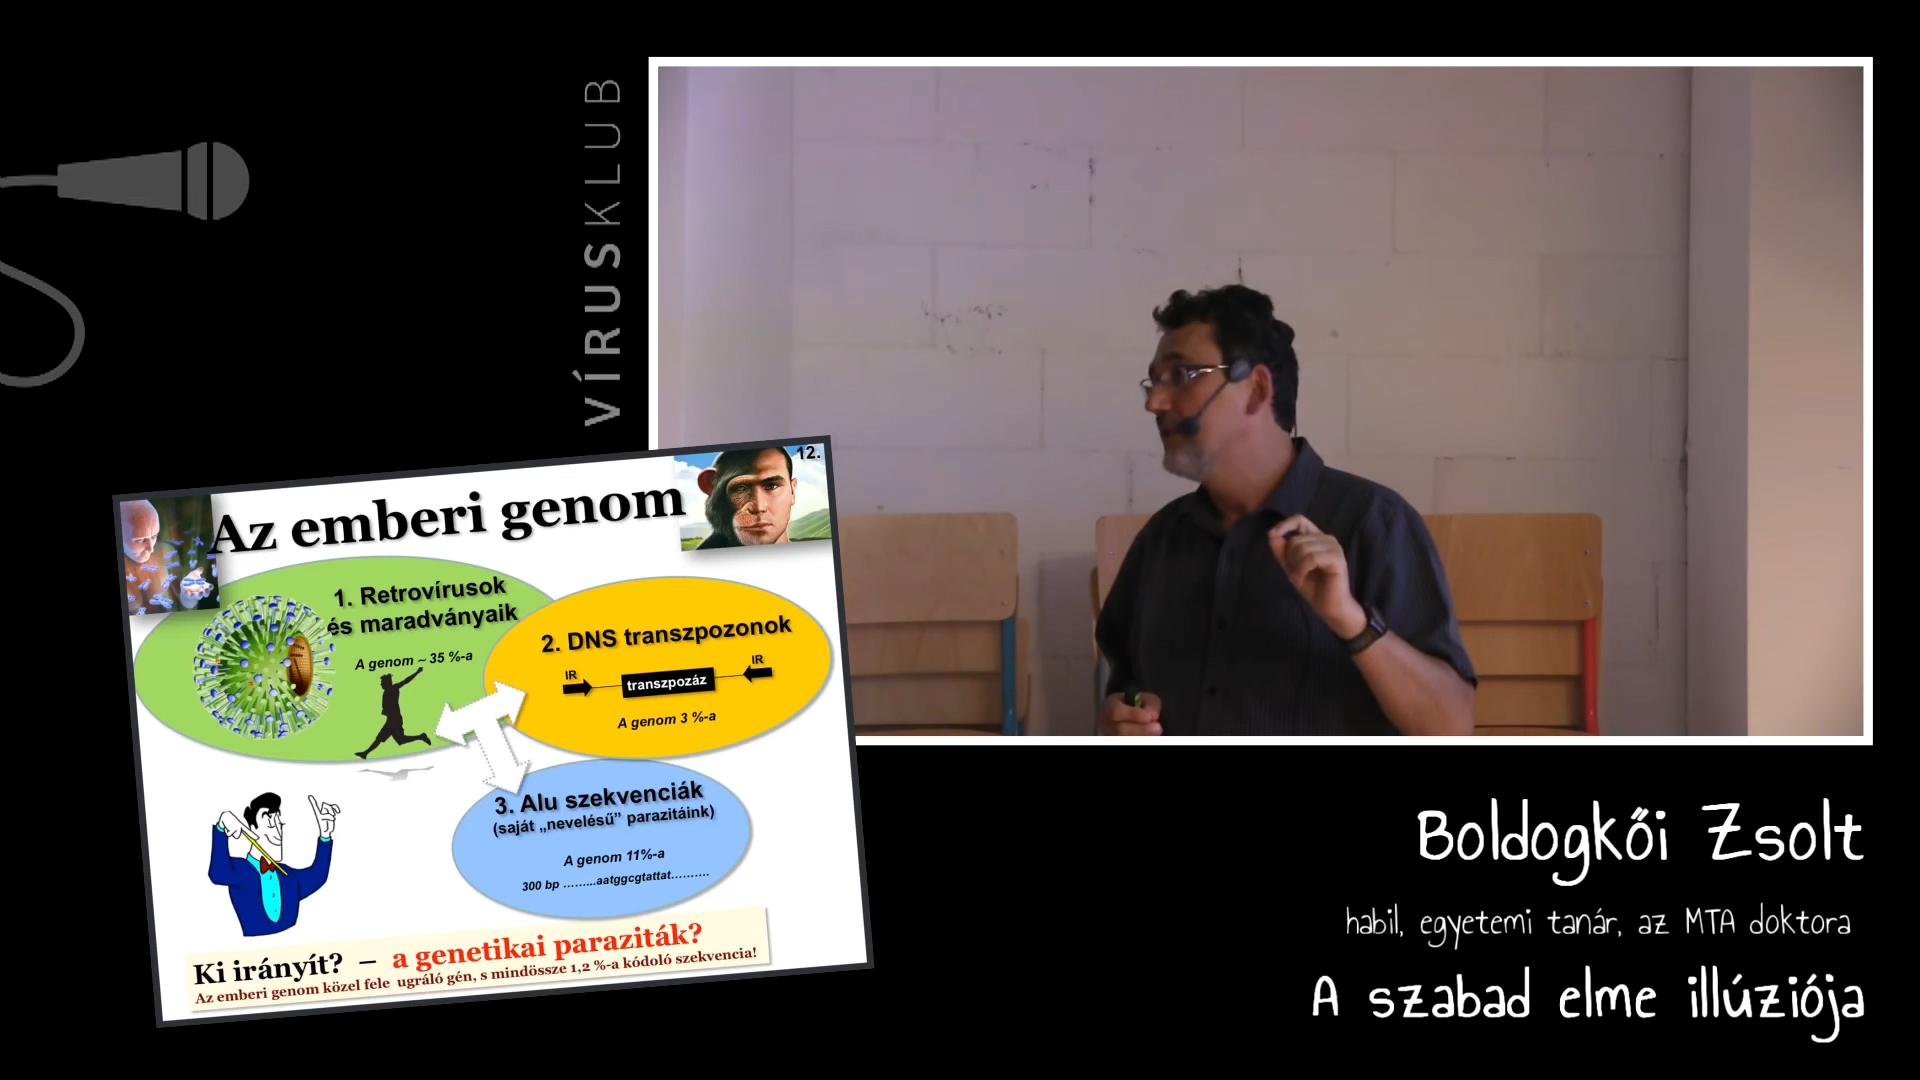 VÍRUSKLUB
12.
Az emberi genom
1. Retrovírusok
és maradványaik
A genom ~ 35 %-a
2. DNS transzpozonok
IR
transzpozáz
IR
A genom 3 %-a
3. Alu szekvenciák
(saját „nevelésű” parazitáink)
A genom 11%-a
300 bp ……...aatggcgtattat……….
Ki irányít? – a genetikai paraziták?
Az emberi genom közel fele ugráló gén, s mindössze 1,2 %-a kódoló szekvencia!
Boldogkői Zsolt
habil, egyetemi tanár, az MTA doktora
A szabad elme illúziója